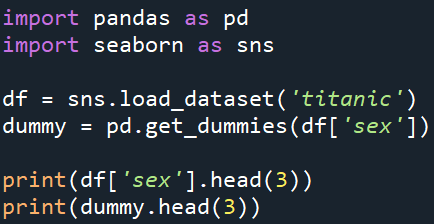 import pandas as pd
import seaborn as sns
df = sns.load_dataset('titanic')
dummy = pd.get_dummies(df['sex'])
print(df['sex'].head(3))
print(dummy.head(3))